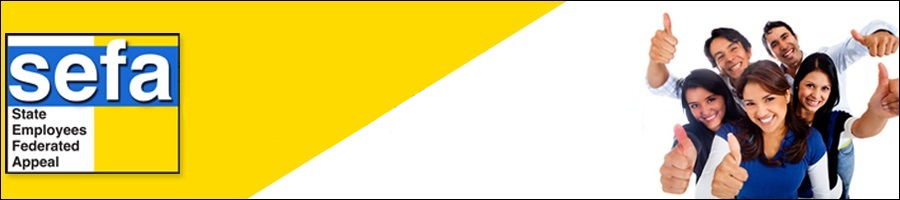 sefa
State
Employees
Federated
Appeal